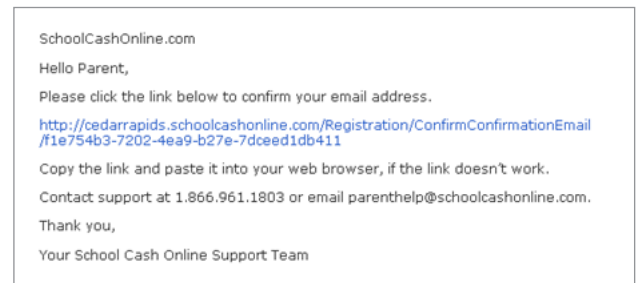 SchoolCashOnline.com
Hello Parent,
Please click the link below to confirm your email address.
http://cedarrapids.schoolcashonline.com/Registration/ConfirmConfirmationEmail
/f1e754b3-7202-4ea9-b27e-7dceed1db411
Copy the link and paste it into your web browser, if the link doesn't work.
Contact support at 1.866.961.1803 or email parenthelp@schoolcashonline.com.
Thank you,
Your School Cash Online Support Team